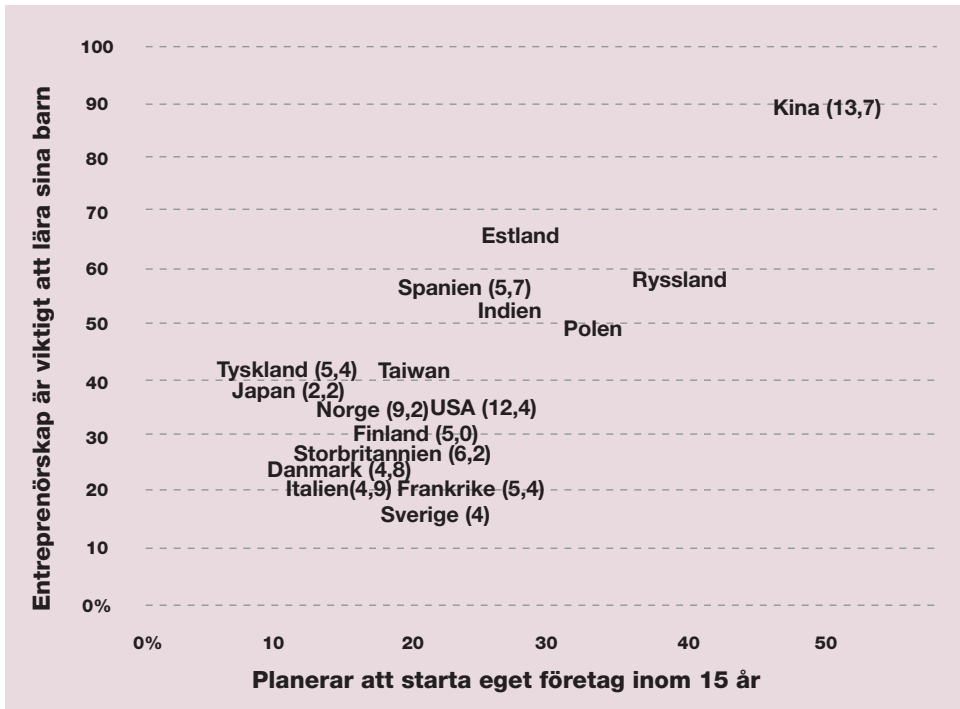 Entreprenörskap är viktigt att lära sina barn
100
90
80
70
60
50
40
30
20
10
0%
Kina (13,7)
Estland
Ryssland
Spanien (5,7)
Indien
Polen
Tyskland (5,4)
Taiwan
Japan (2,2)
Norge (9,2)
USA (12,4)
Finland (5,0)
Storbritannien (6,2)
Danmark (4,8)
Italien(4,9)
Frankrike (5,4)
Sverige (4)
0% 10 20 30 40 50
Planerar att starta eget företag inom 15 år